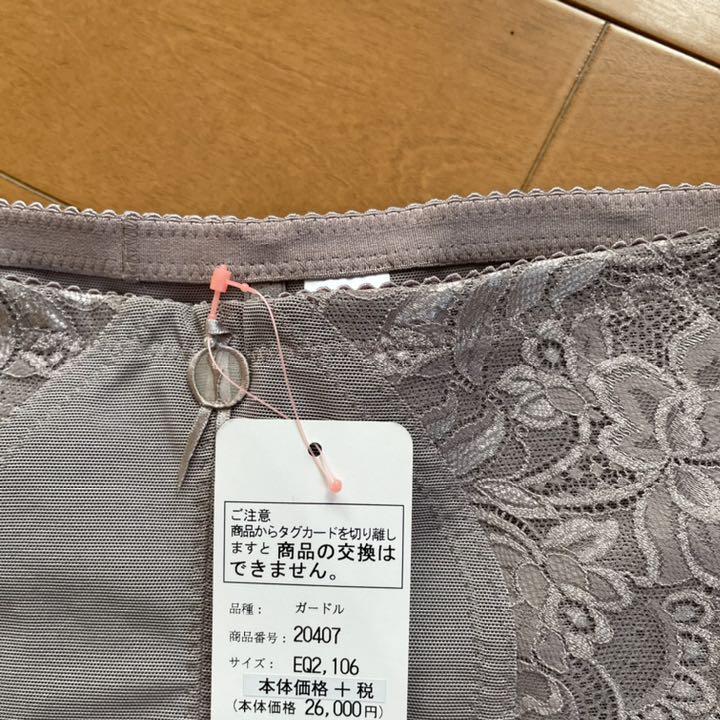 ご注意
商品からタグカードを切り離し
ますと 商品の交換は
できません。
品種： ガードル
商品番号：20407
サイズ： EQ2,106
本体価格 + 税
(本体価格 26,000円)